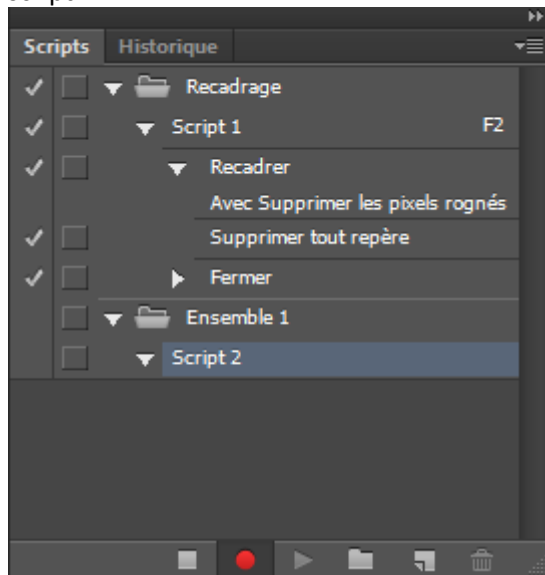 Scripts Historique
Recadrage
Script 1 F2
Recadrer
Avec Supprimer les pixels rognés
Supprimer tout repère
Fermer
Ensemble 1
Script 2